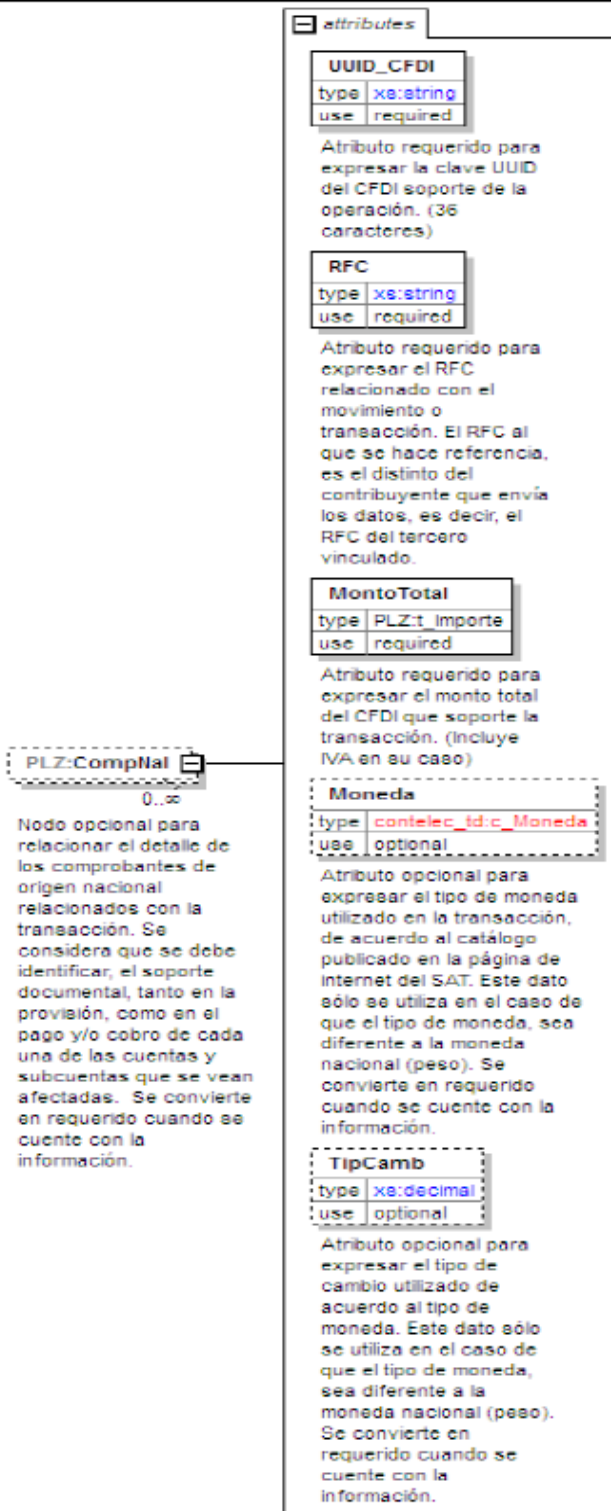 attributes
UUID_CFDI
type xs:string
use required
Atributo requerido para
expresar la clave UUID
del CFDI soporte de la
operación. (36
caracteres)
RFC
type xs:string
use required
Atributo requerido para
expresar el RFC
relacionado con el
movimiento o
transacción. El RFC al
que se hace referencia,
es el distinto del
contribuyente que envía
los datos, es decir, el
RFC del tercero
vinculado.
MontoTotal
type PLZ:t_Importe
use required
Atributo requerido para
expresar el monto total
del CFDI que soporte la
transacción. (Incluye
IVA en su caso)
PLZ:CompNal
0..∞
Nodo opcional para
relacionar el detalle de
los comprobantes de
origen nacional
relacionados con la
transacción. Se
considera que se debe
identificar, el soporte
documental, tanto en la
provisión, como en el
pago y/o cobro de cada
una de las cuentas y
subcuentas que se vean
afectadas. Se convierte
en requerido cuando se
cuente con la
información.
Moneda
type contelec_td:c_Moneda
use optional
Atributo opcional para
expresar el tipo de moneda
utilizado en la transacción,
de acuerdo al catálogo
publicado en la página de
internet del SAT. Este dato
sólo se utiliza en el caso de
que el tipo de moneda, sea
diferente a la moneda
nacional (peso). Se
convierte en requerido
cuando se cuente con la
información.
TipCamb
type xs:decimal
use optional
Atributo opcional para
expresar el tipo de
cambio utilizado de
acuerdo al tipo de
moneda. Este dato sólo
se utiliza en el caso de
que el tipo de moneda,
sea diferente a la
moneda nacional (peso).
Se convierte en
requerido cuando se
cuente con la
información.